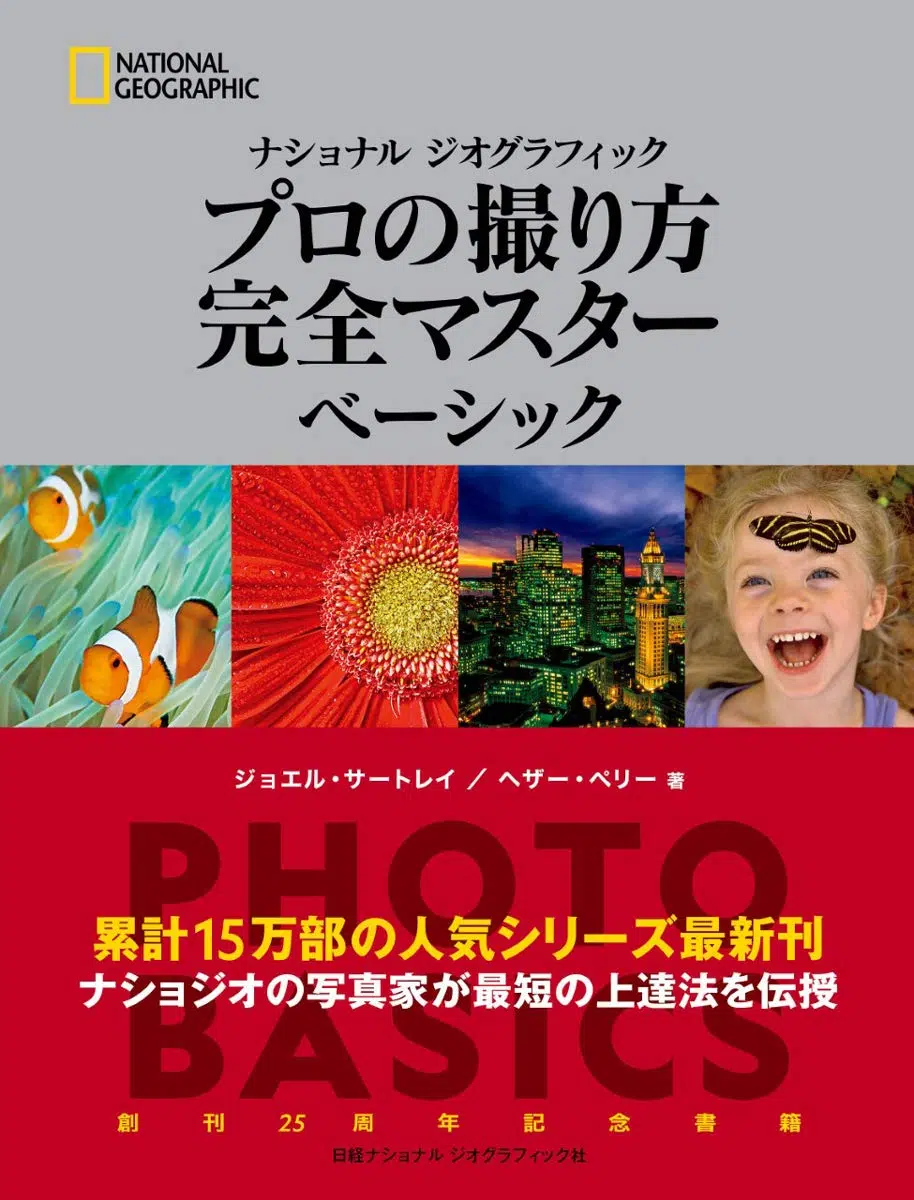 NATIONAL
GEOGRAPHIC
ナショナル ジオグラフィック
プロの撮り方
完全マスター
ベーシック
ジョエル・サートレイ／ヘザー・ペリー 著
PHOTO
累計15万部の人気シリーズ最新刊
ナショジオの写真家が最短の上達法を伝授
BASICS
創刊25周年記念書籍
日経ナショナル ジオグラフィック社